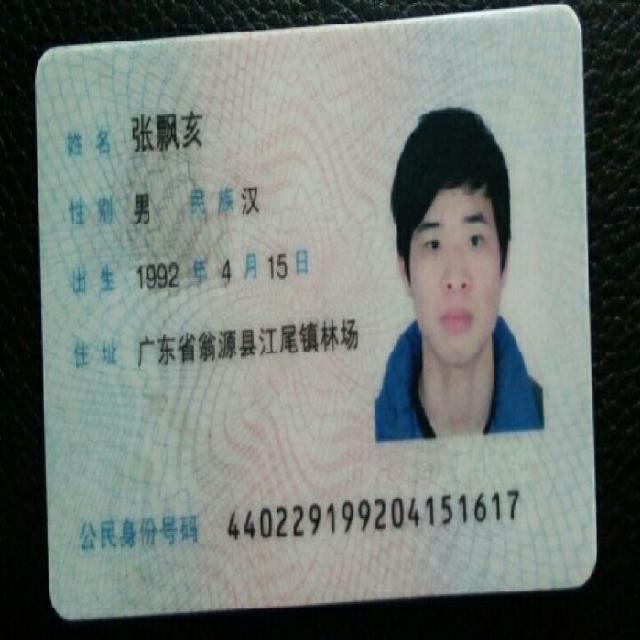 姓名 张飘亥
性别 男 民族 汉
出生 1992 年 4 月 15 日
住址 广东省翁源县江尾镇林场
公民身份号码 440229199204151617